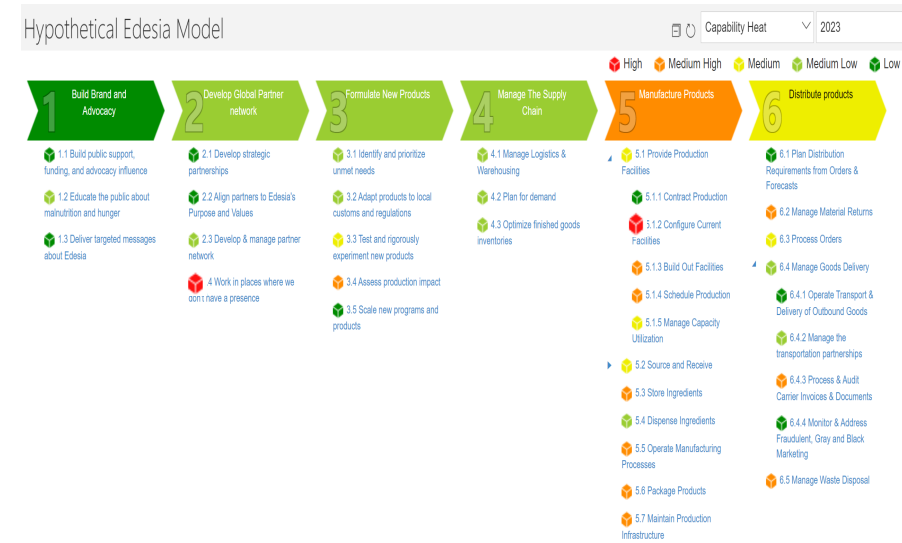 Hypothetical Edesia Model
Capability Heat
2023
High
Medium High
Medium
Medium Low
Low
1
Build Brand and
Advocacy
1.1 Build public support,
funding, and advocacy influence
1.2 Educate the public about
malnutrition and hunger
1.3 Deliver targeted messages
about Edesia
2
Develop Global Partner
network
2.1 Develop strategic
partnerships
2.2 Align partners to Edesia's
Purpose and Values
2.3 Develop & manage partner
network
.4 Work in places where we
don't have a presence
3
Formulate New Products
3.1 Identify and prioritize
unmet needs
3.2 Adapt products to local
customs and regulations
3.3 Test and rigorously
experiment new products
3.4 Assess production impact
3.5 Scale new programs and
products
4
Manage The Supply
Chain
4.1 Manage Logistics &
Warehousing
4.2 Plan for demand
4.3 Optimize finished goods
inventories
5
Manufacture Products
5.1 Provide Production
Facilities
5.1.1 Contract Production
5.1.2 Configure Current
Facilities
5.1.3 Build Out Facilities
5.1.4 Schedule Production
5.1.5 Manage Capacity
Utilization
5.2 Source and Receive
5.3 Store Ingredients
5.4 Dispense Ingredients
5.5 Operate Manufacturing
Processes
5.6 Package Products
5.7 Maintain Production
Infrastructure
6
Distribute products
6.1 Plan Distribution
Requirements from Orders &
Forecasts
6.2 Manage Material Returns
6.3 Process Orders
6.4 Manage Goods Delivery
6.4.1 Operate Transport &
Delivery of Outbound Goods
6.4.2 Manage the
transportation partnerships
6.4.3 Process & Audit
Carrier Invoices & Documents
6.4.4 Monitor & Address
Fraudulent, Gray and Black
Marketing
6.5 Manage Waste Disposal